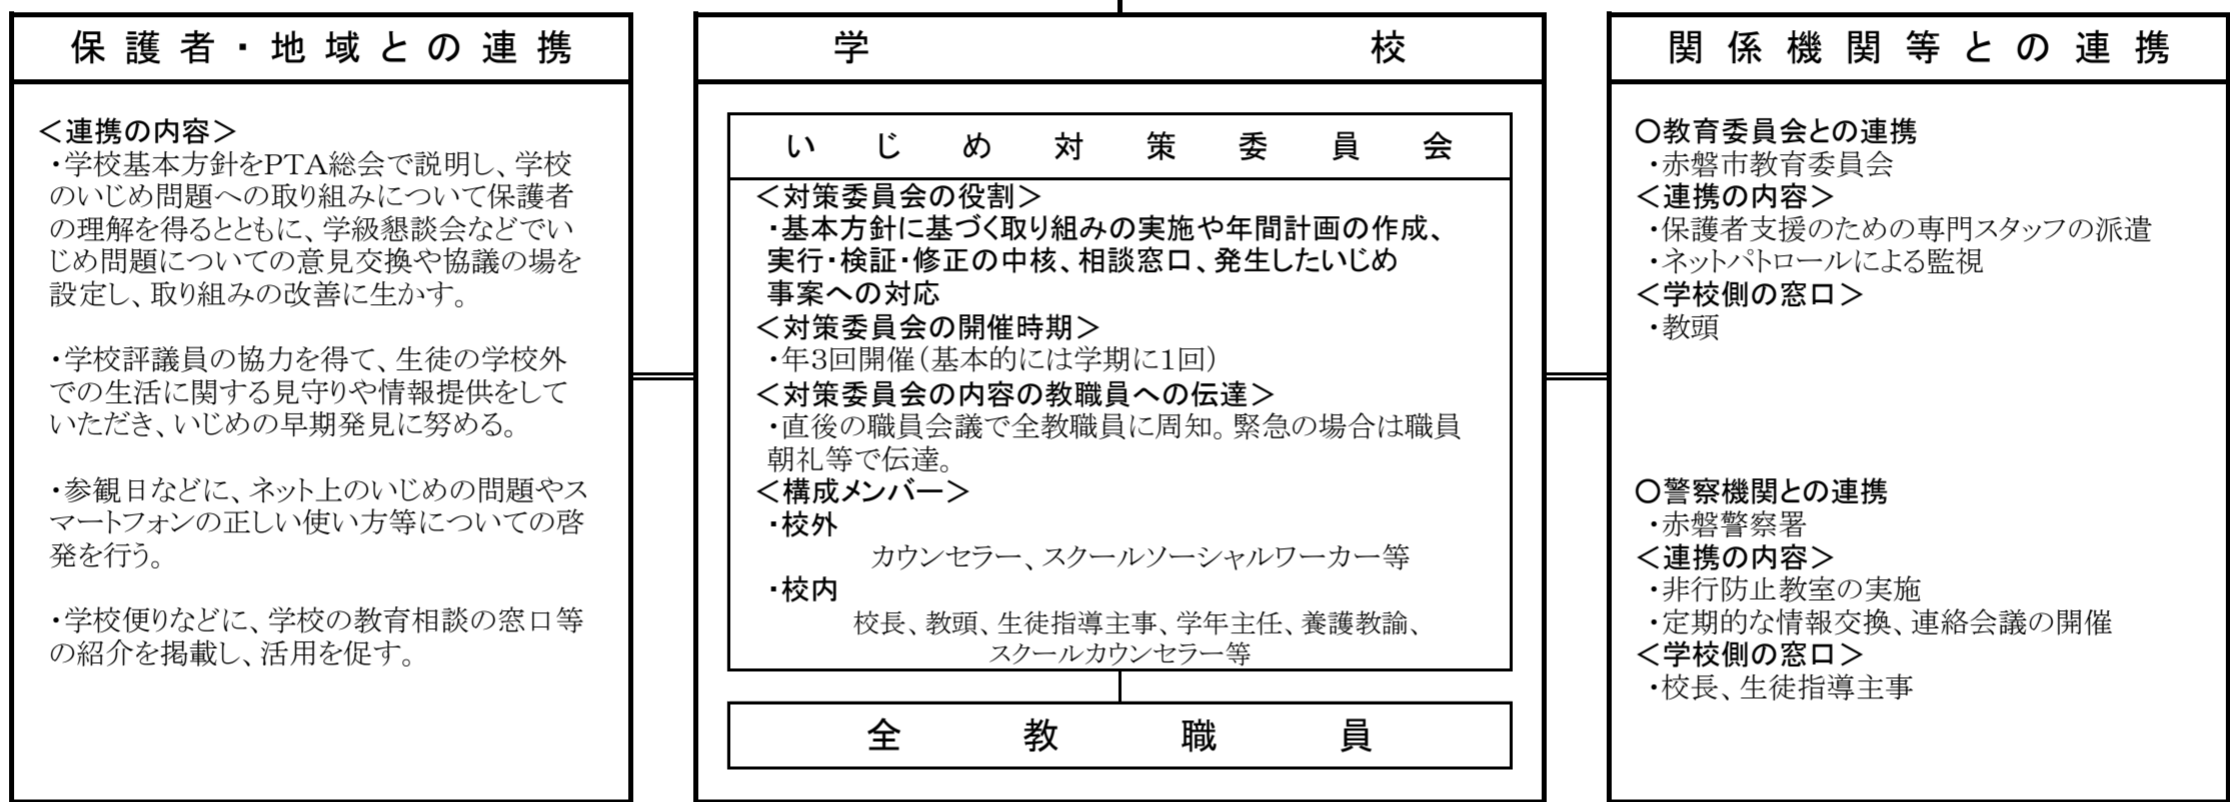 保護者・地域との連携
＜連携の内容＞
・学校基本方針をPTA総会で説明し、学校
のいじめ問題への取り組みについて保護者
の理解を得るとともに、学級懇談会などでい
じめ問題についての意見交換や協議の場を
設定し、取り組みの改善に生かす。
・学校評議員の協力を得て、生徒の学校外
での生活に関する見守りや情報提供をして
いただき、いじめの早期発見に努める。
・参観日などに、ネット上のいじめの問題やス
マートフォンの正しい使い方等についての啓
発を行う。
・学校便りなどに、学校の教育相談の窓口等
の紹介を掲載し、活用を促す。
学校
いじめ対策委員会
＜対策委員会の役割＞
・基本方針に基づく取り組みの実施や年間計画の作成、
実行・検証・修正の中核、相談窓口、発生したいじめ
事案への対応
＜対策委員会の開催時期＞
・年3回開催（基本的には学期に1回）
＜対策委員会の内容の教職員への伝達＞
・直後の職員会議で全教職員に周知。緊急の場合は職員
朝礼等で伝達。
＜構成メンバー＞
・校外
カウンセラー、スクールソーシャルワーカー等
・校内
校長、教頭、生徒指導主事、学年主任、養護教諭、
スクールカウンセラー等
全教職員
関係機関等との連携
○教育委員会との連携
・赤磐市教育委員会
＜連携の内容＞
・保護者支援のための専門スタッフの派遣
・ネットパトロールによる監視
＜学校側の窓口＞
・教頭
○警察機関との連携
・赤磐警察署
＜連携の内容＞
・非行防止教室の実施
・定期的な情報交換、連絡会議の開催
＜学校側の窓口＞
・校長、生徒指導主事